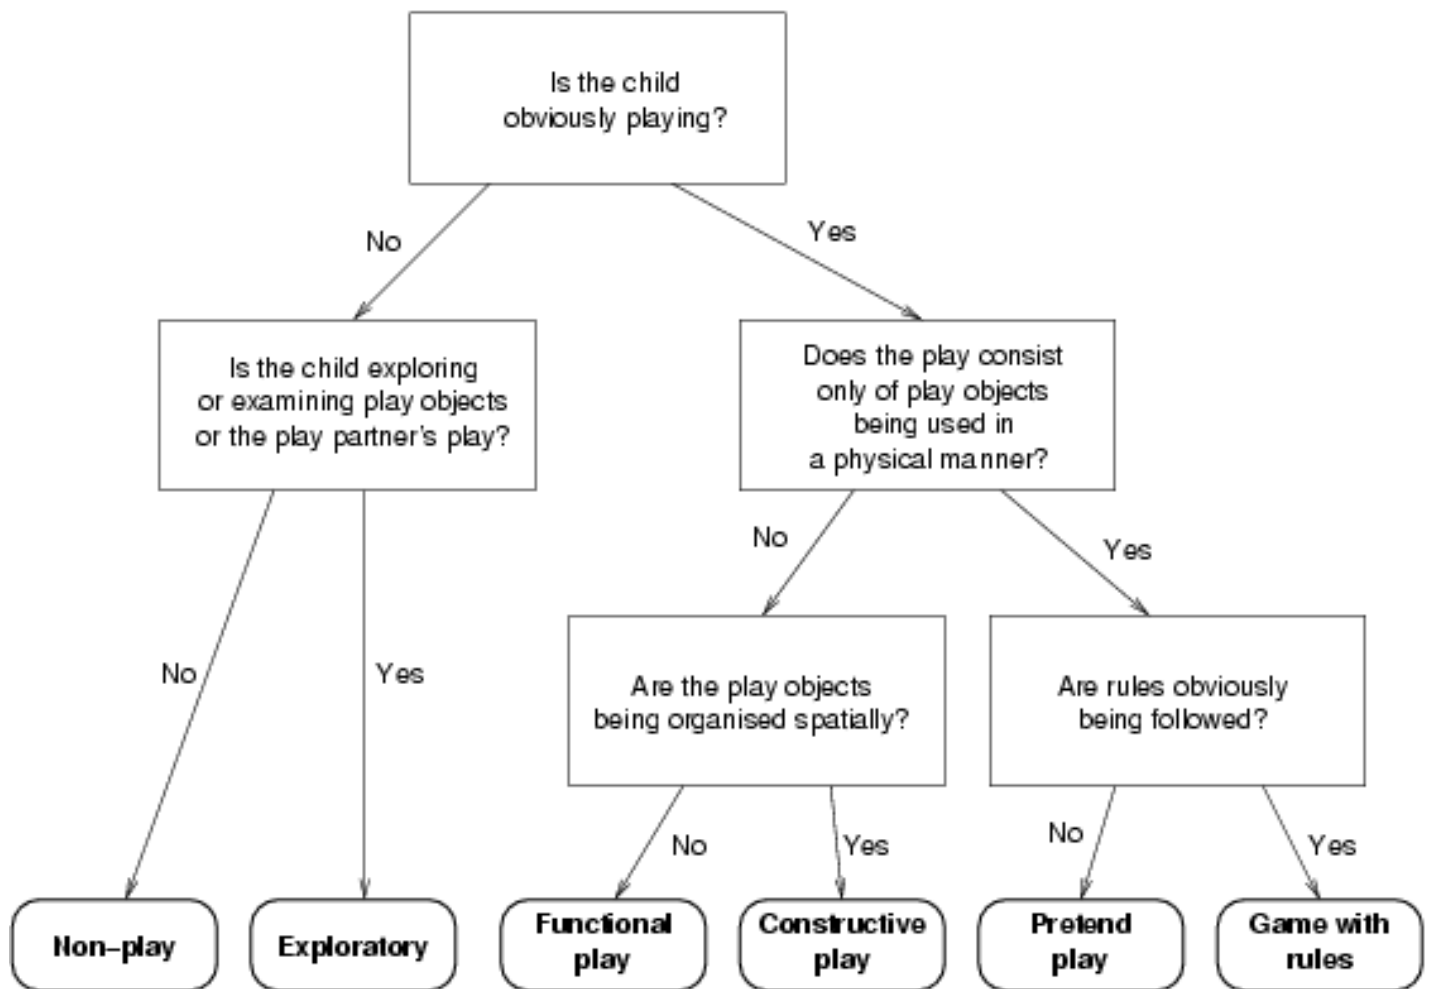 Is the child
obviously playing?
No
Yes
Is the child exploring
or examining play objects
or the play partner's play?
Does the play consist
only of play objects
being used in
a physical manner?
No
Yes
No
Yes
Are the play objects
being organised spatially?
Are rules obviously
being followed?
No
Yes
No
Yes
Non–play
Exploratory
Functional
play
Constructive
play
Pretend
play
Game with
rules